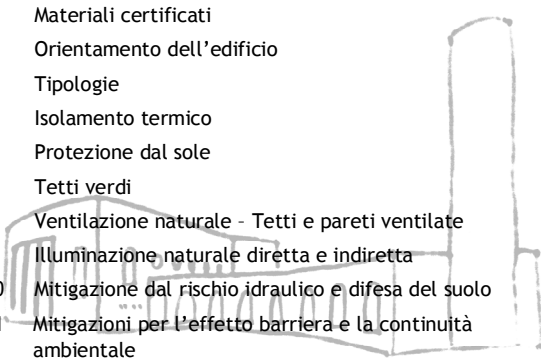 Materiali certificati
Orientamento dell’edificio
Tipologie
Isolamento termico
Protezione dal sole
Tetti verdi
Ventilazione naturale – Tetti e pareti ventilate
Illuminazione naturale diretta e indiretta
0 Mitigazione dal rischio idraulico e difesa del suolo
Mitigazioni per l’effetto barriera e la continuità
ambientale